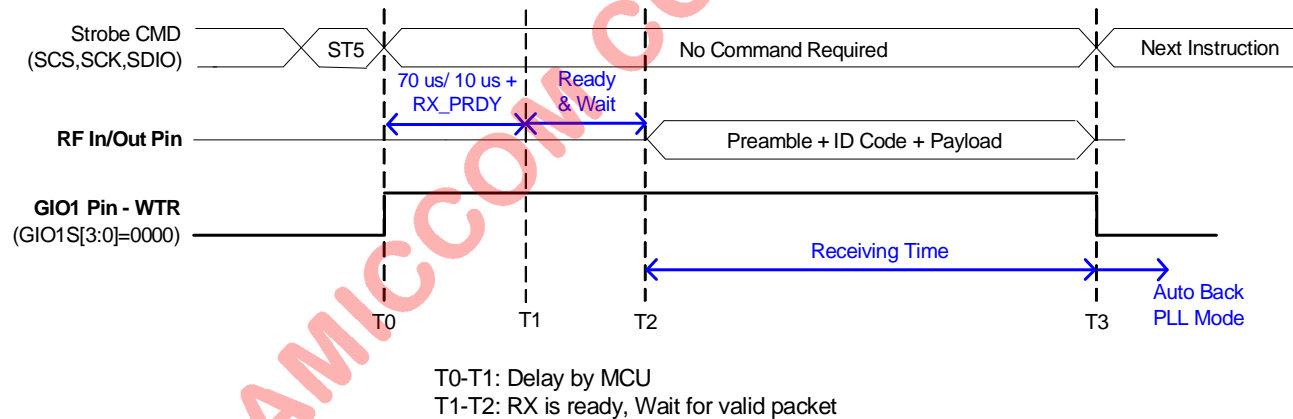 Strobe CMD
(SCS,SCK,SDIO)
ST5
No Command Required
Next Instruction
70 us/ 10 us +
RX_PRDY
Ready
& Wait
RF In/Out Pin
Preamble + ID Code + Payload
GIO1 Pin - WTR
(GIO1S[3:0]=0000)
Receiving Time
Auto Back
PLL Mode
T0
T1
T2
T3
T0-T1: Delay by MCU
T1-T2: RX is ready, Wait for valid packet
AMICCOM CO